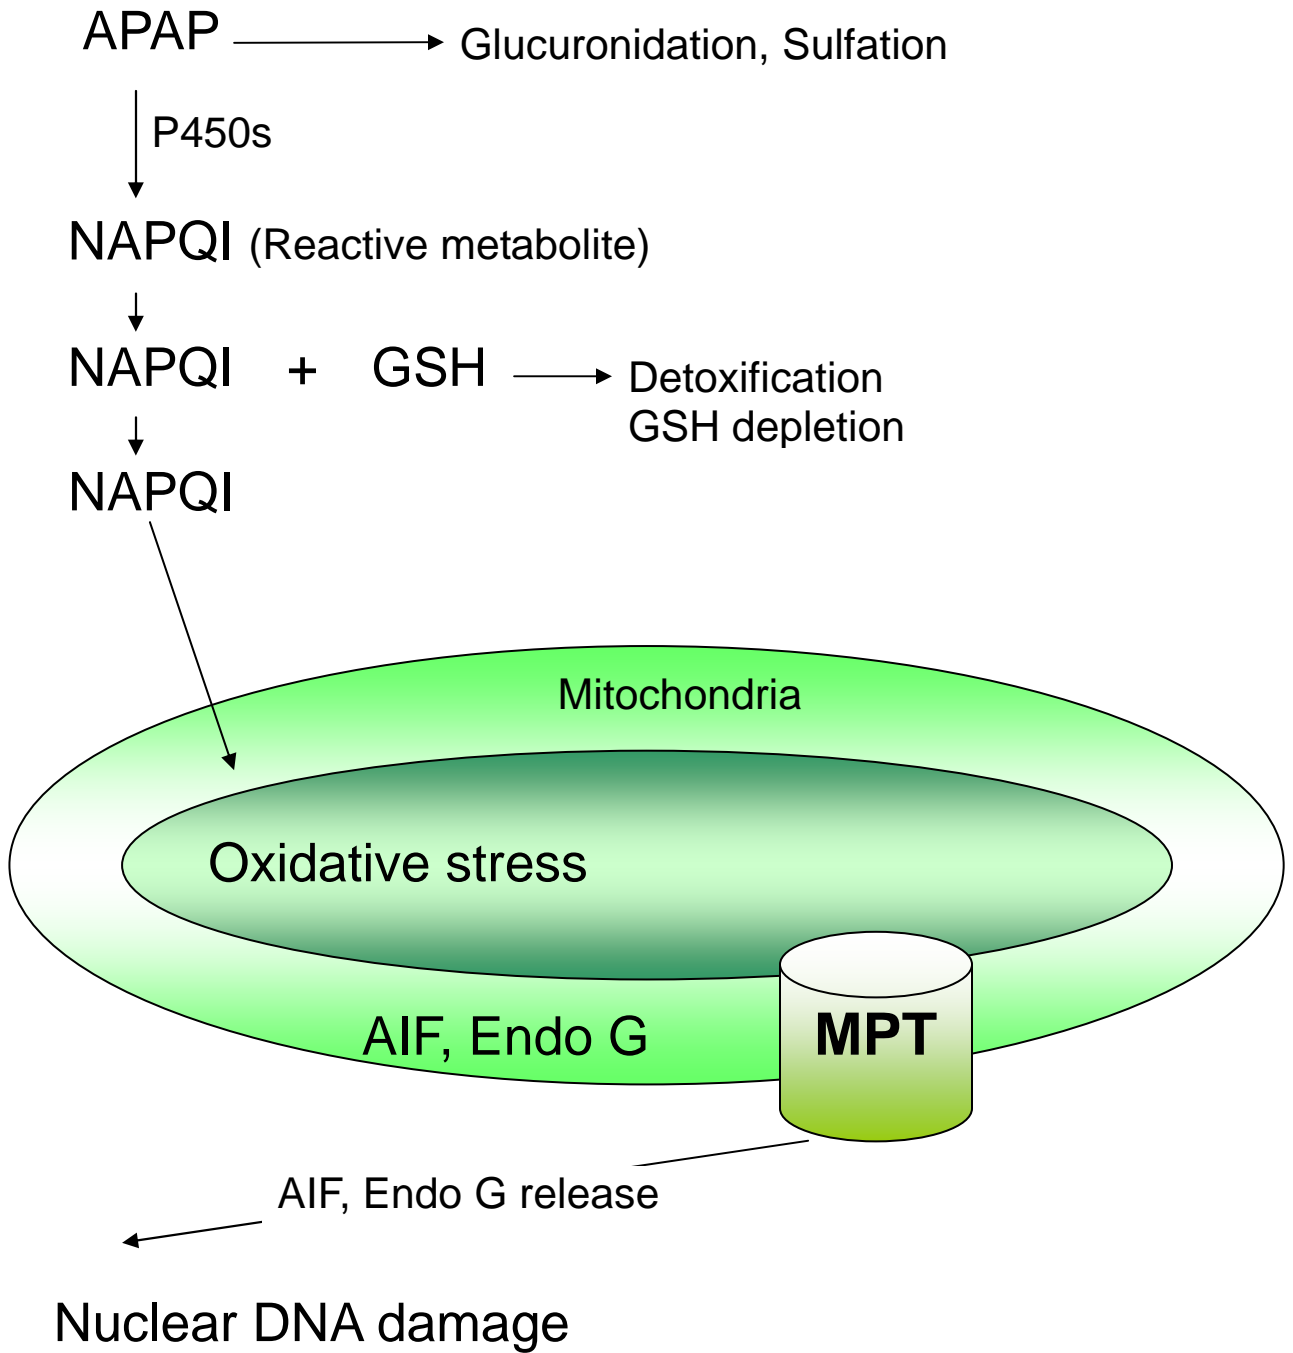 APAP
Glucuronidation, Sulfation
P450s
NAPQI (Reactive metabolite)
NAPQI + GSH
Detoxification
GSH depletion
NAPQI
Mitochondria
Oxidative stress
AIF, Endo G
MPT
AIF, Endo G release
Nuclear DNA damage